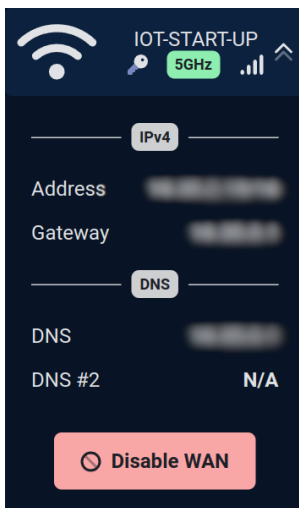 IOT-START-UP
5GHz
IPv4
Address
Gateway
DNS
DNS
DNS #2 N/A
Disable WAN